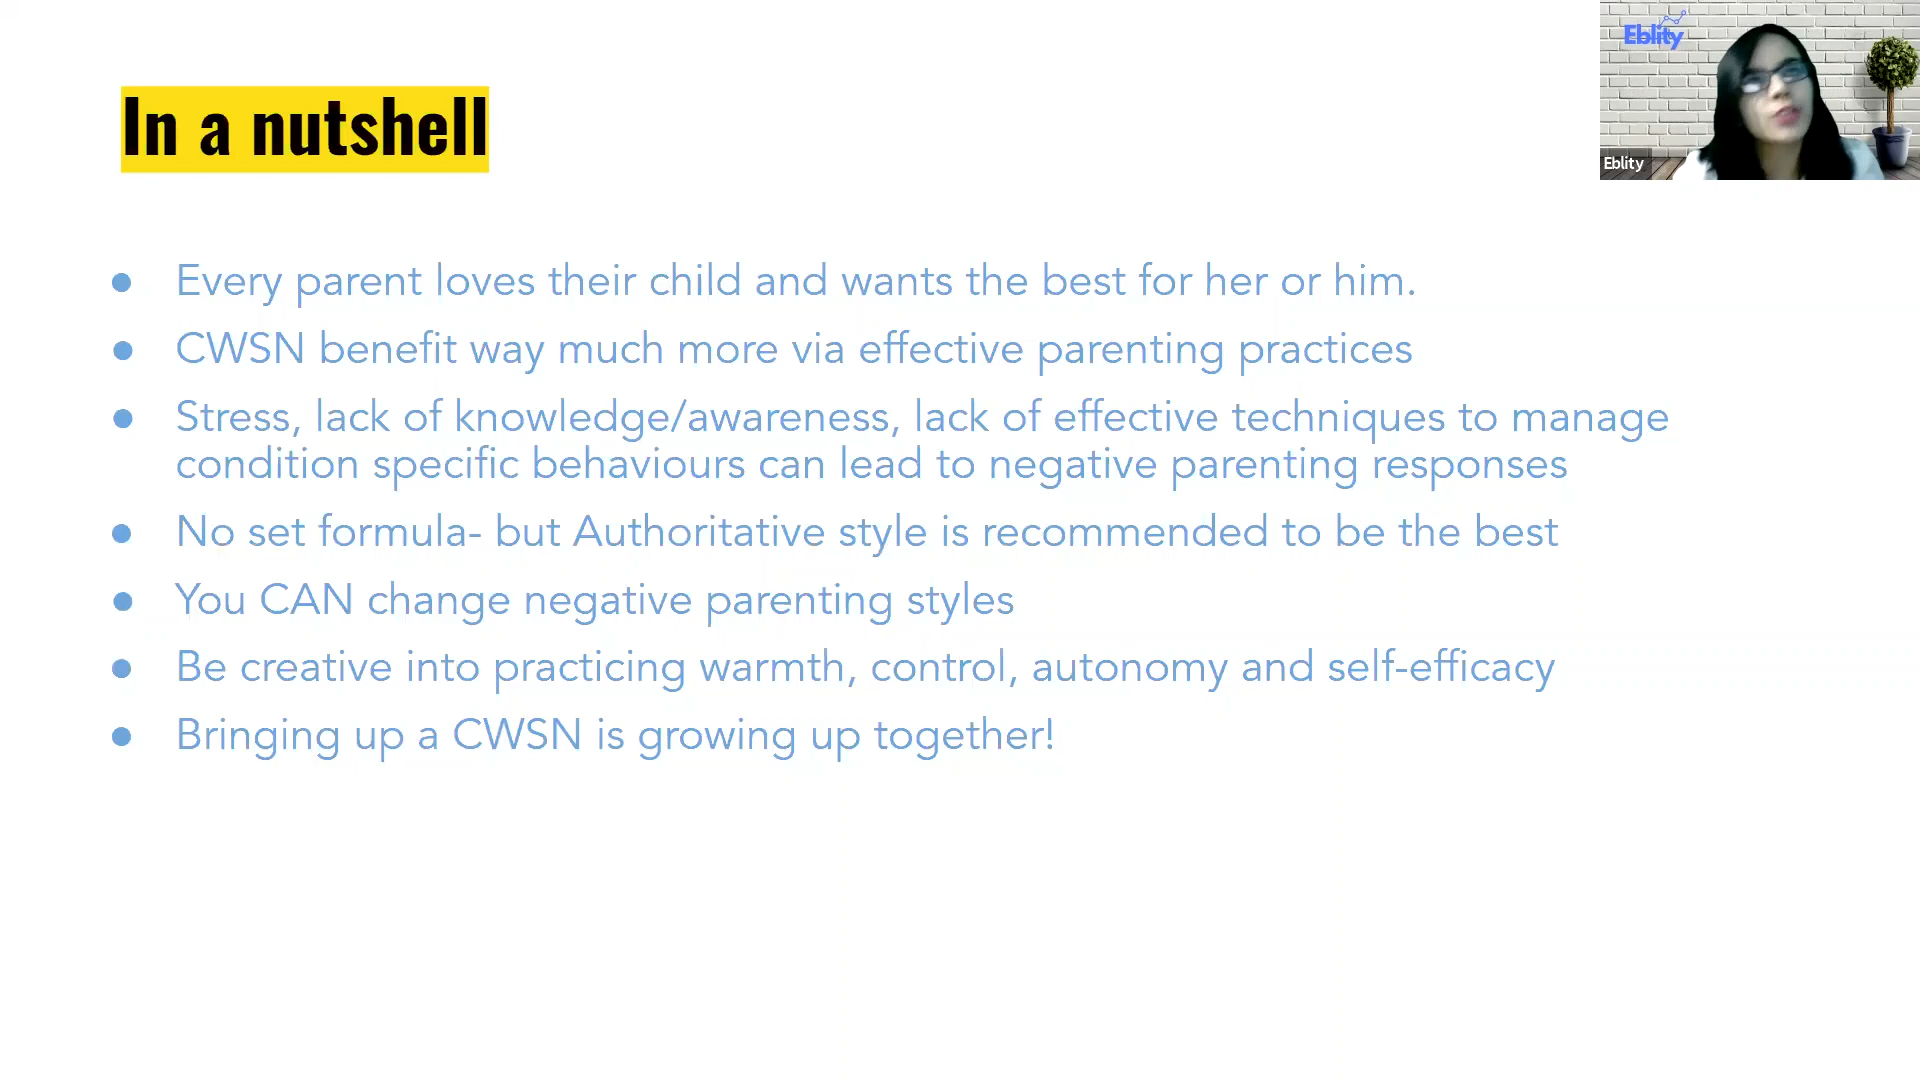 In a nutshell
Eblity
Eblity
● Every parent loves their child and wants the best for her or him.
● CWSN benefit way much more via effective parenting practices
● Stress, lack of knowledge/awareness, lack of effective techniques to manage
condition specific behaviours can lead to negative parenting responses
● No set formula- but Authoritative style is recommended to be the best
● You CAN change negative parenting styles
● Be creative into practicing warmth, control, autonomy and self-efficacy
● Bringing up a CWSN is growing up together!